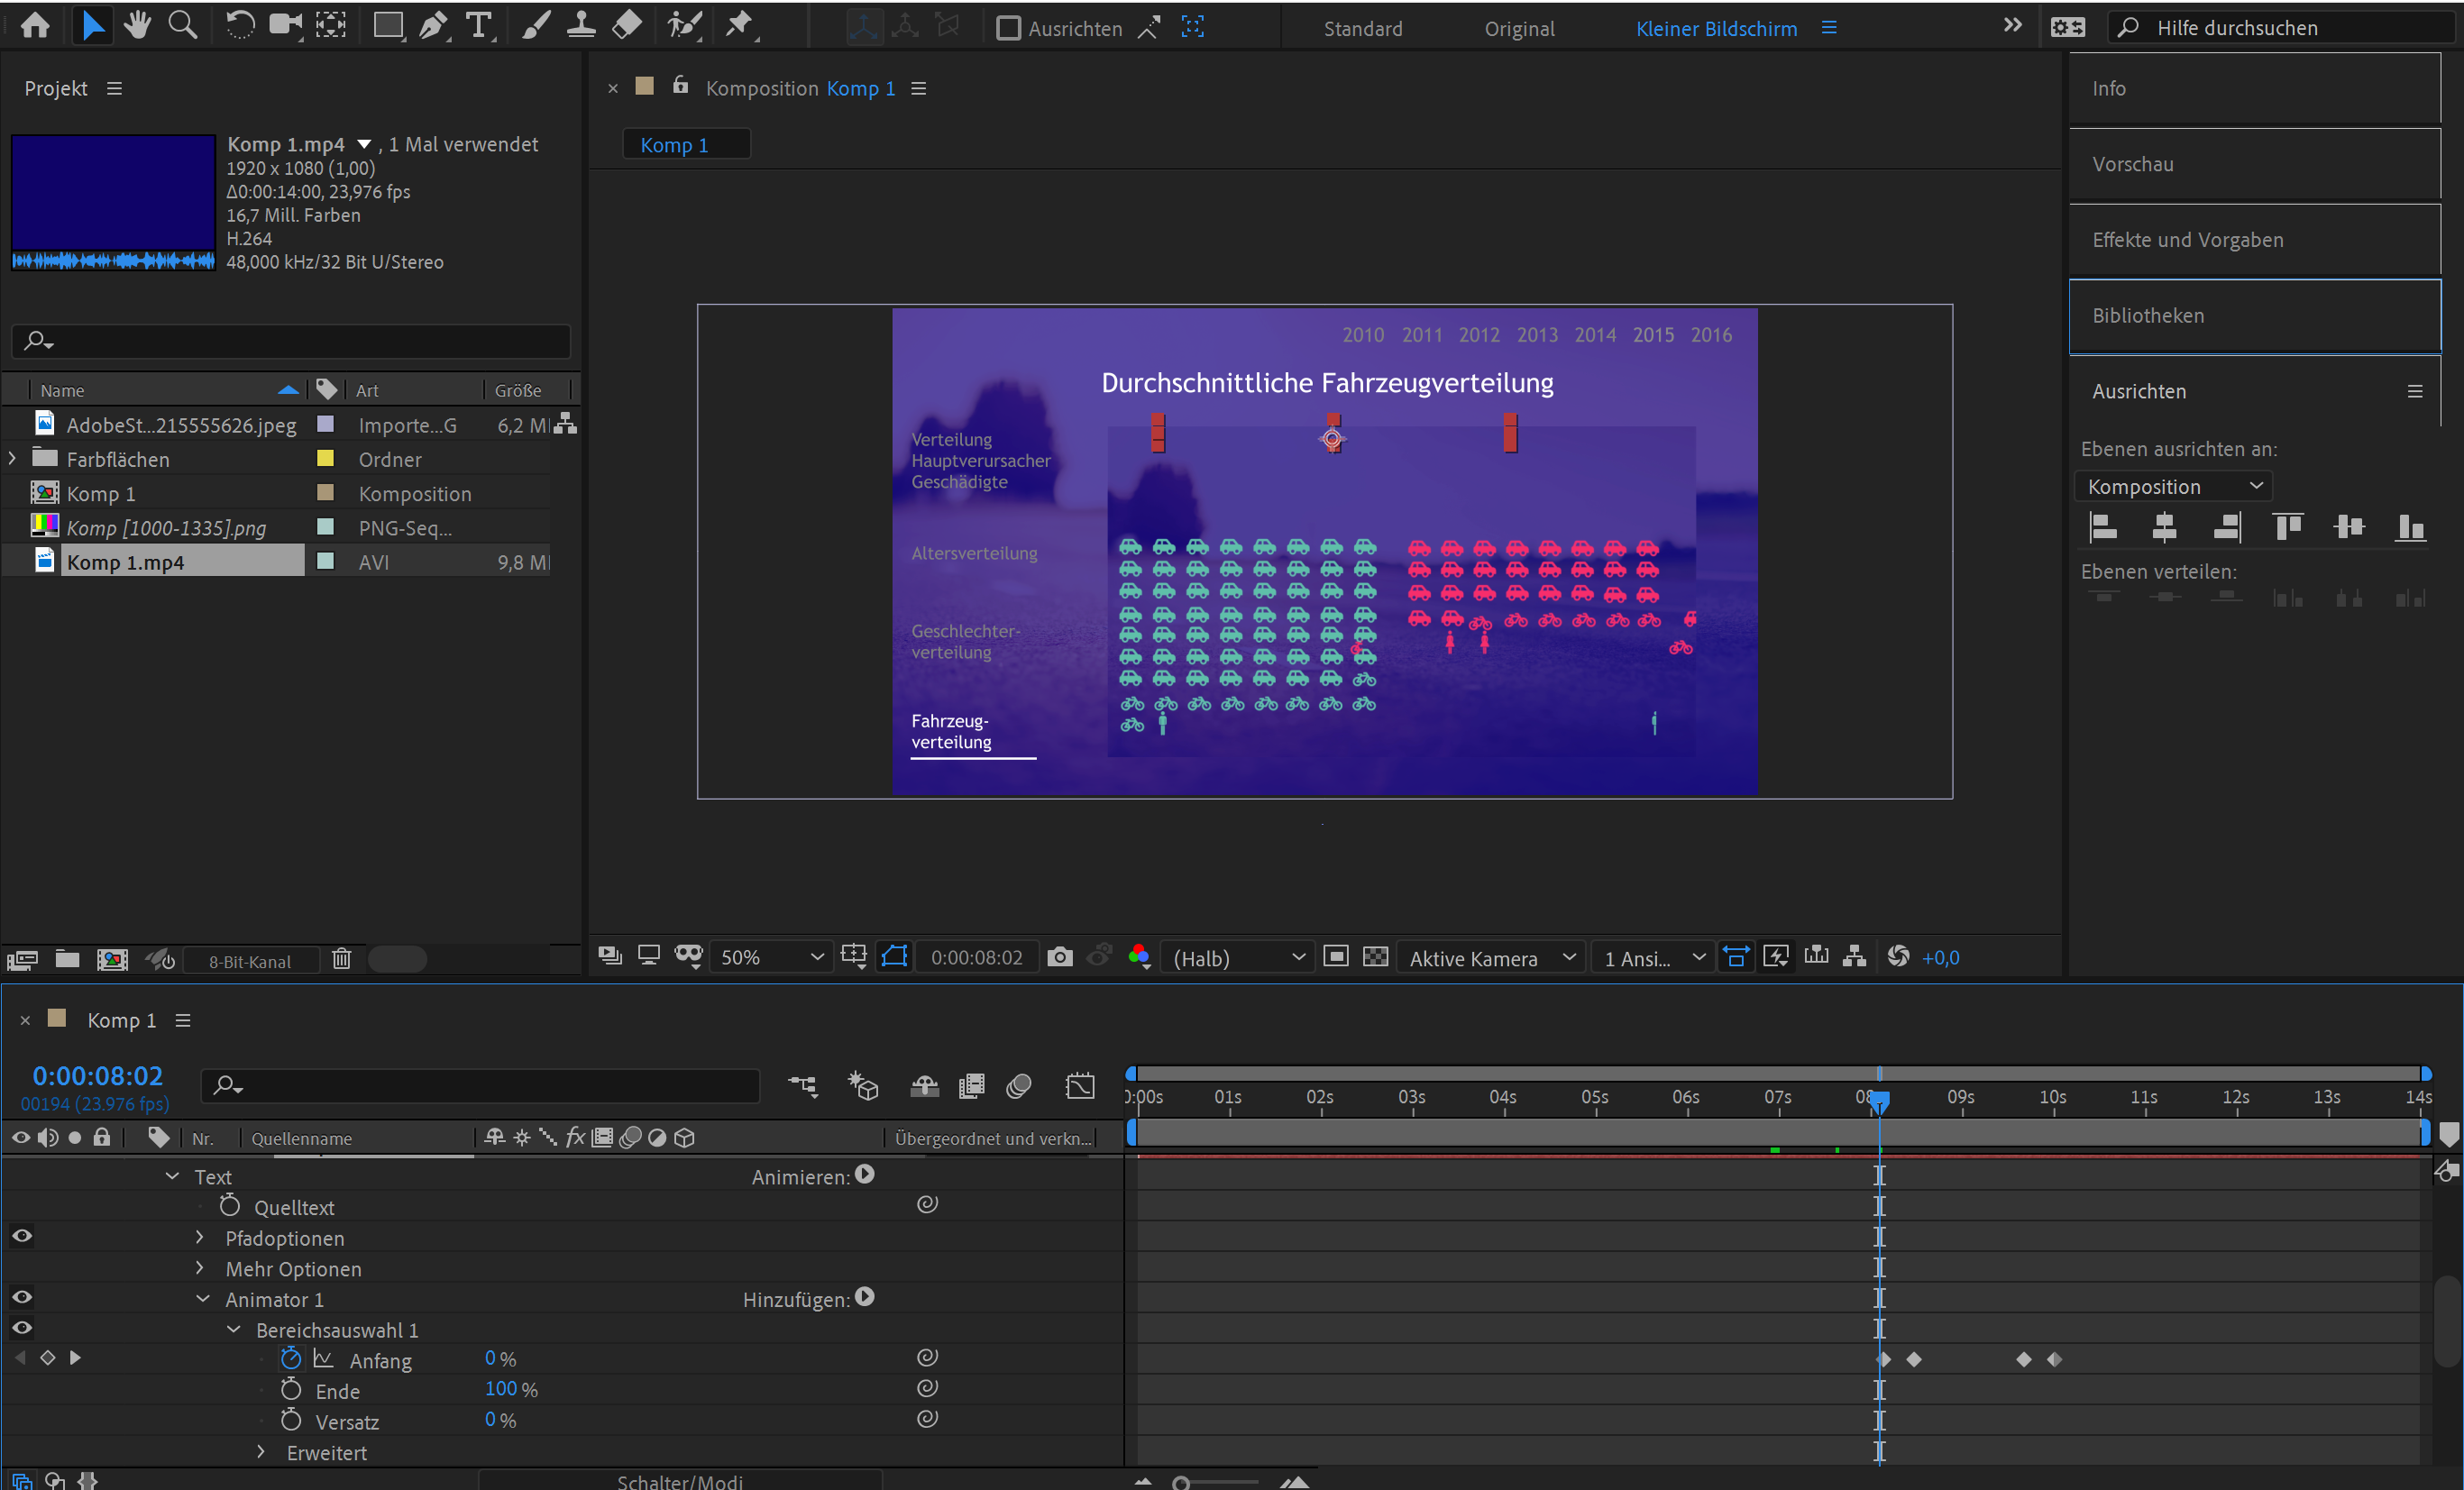 Ausrichten
Standard
Original
Kleiner Bildschirm
Hilfe durchsuchen
Projekt
Komp 1.mp4 , 1 Mal verwendet
1920 x 1080 (1,00)
Δ0:00:14:00, 23,976 fps
16,7 Mill. Farben
H.264
48,000 kHz/32 Bit U/Stereo
Name Art Größe
AdobeSt...215555626.jpeg Importe...G 6,2 M
Farbflächen Ordner
Komp 1 Komposition
Komp [1000-1335].png PNG-Seq...
Komp 1.mp4 AVI 9,8 M
8-Bit-Kanal
Komposition Komp 1
Komp 1
2010 2011 2012 2013 2014 2015 2016
Durchschnittliche Fahrzeugverteilung
Verteilung
Hauptverursacher
Geschädigte
Altersverteilung
Geschlechter-
verteilung
Fahrzeug-
verteilung
50% 0:00:08:02 (Halb) Aktive Kamera 1 Ansi... +0,0
Info
Vorschau
Effekte und Vorgaben
Bibliotheken
Ausrichten
Ebenen ausrichten an:
Komposition
Ebenen verteilen:
Komp 1
0:00:08:02
00194 (23.976 fps)
Nr. Quellenname fx Übergeordnet und verkn...
0:00s 01s 02s 03s 04s 05s 06s 07s 08 09s 10s 11s 12s 13s 14s
Text Animieren:
Quelltext
Pfadoptionen
Mehr Optionen
Animator 1 Hinzufügen:
Bereichsauswahl 1
Anfang 0 %
Ende 100 %
Versatz 0 %
Erweitert
Schalter/Modi